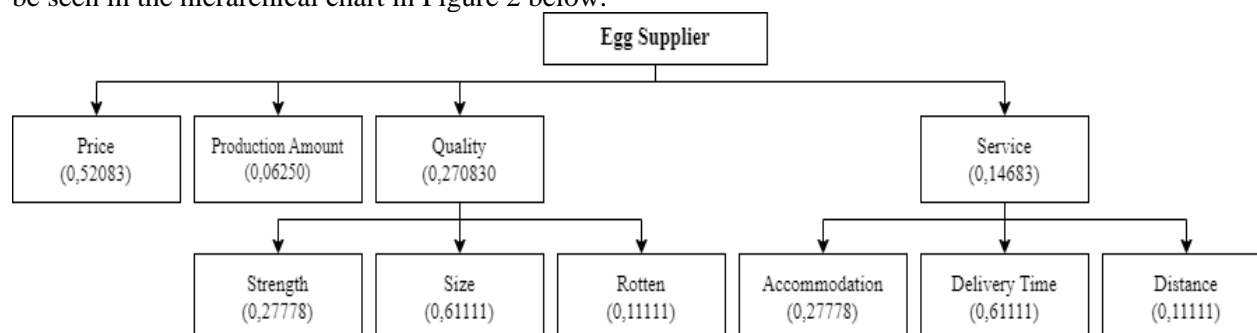 be seen in the hierarchical chart in Figure 2 below.
Egg Supplier
Price
(0,52083)
Production Amount
(0,06250)
Quality
(0,270830
Service
(0,14683)
Strength
(0,27778)
Size
(0,61111)
Rotten
(0,11111)
Accommodation
(0,27778)
Delivery Time
(0,61111)
Distance
(0,11111)